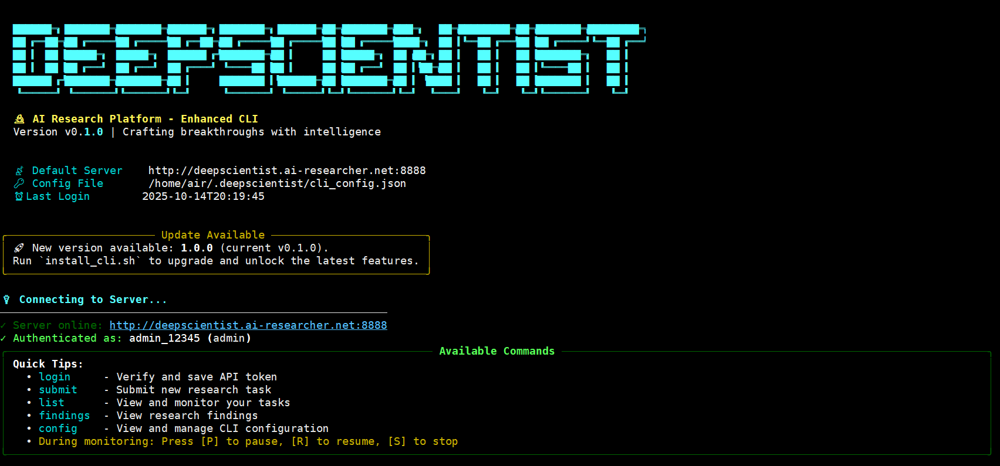 DEEPSCIENTIST
AI Research Platform - Enhanced CLI
Version v0.1.0 | Crafting breakthroughs with intelligence
Default Server http://deepscientist.ai-researcher.net:8888
Config File /home/air/.deepscientist/cli_config.json
Last Login 2025-10-14T20:19:45
Update Available
New version available: 1.0.0 (current v0.1.0).
Run `install_cli.sh` to upgrade and unlock the latest features.
Connecting to Server...
✓ Server online: http://deepscientist.ai-researcher.net:8888
✓ Authenticated as: admin_12345 (admin)
Available Commands
Quick Tips:
• login - Verify and save API token
• submit - Submit new research task
• list - View and monitor your tasks
• findings - View research findings
• config - View and manage CLI configuration
• During monitoring: Press [P] to pause, [R] to resume, [S] to stop